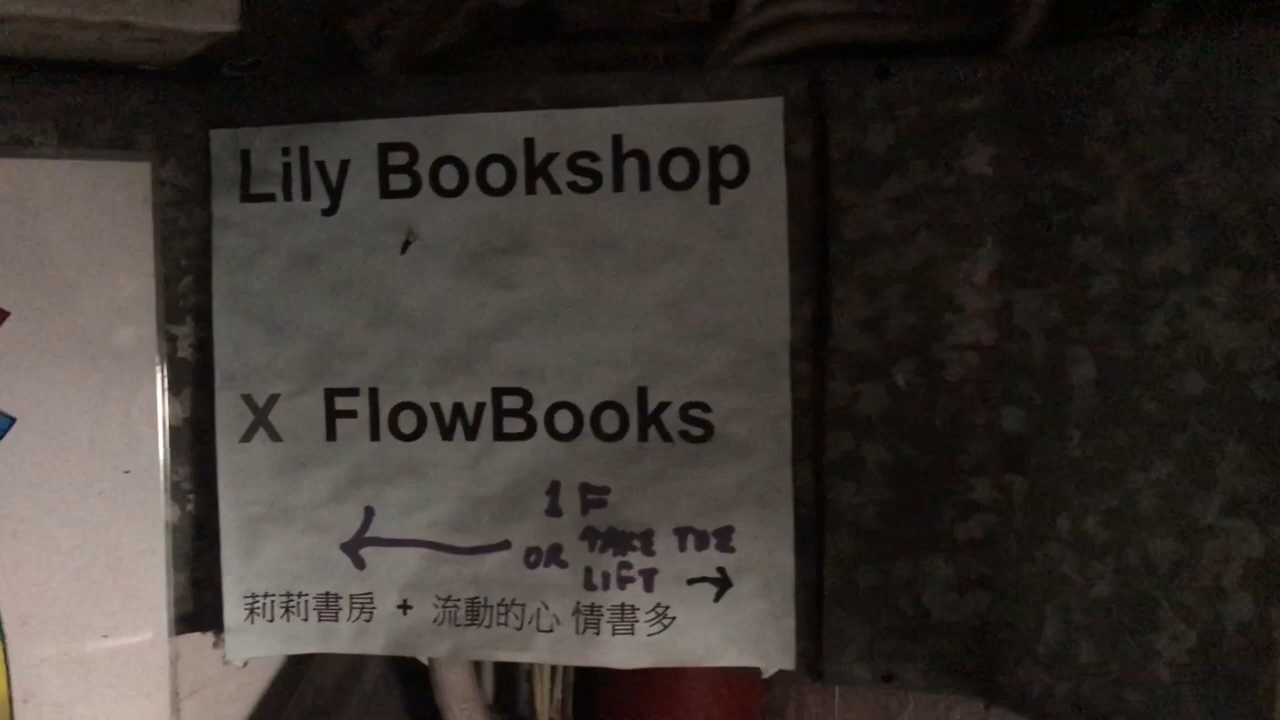 Lily Bookshop
X FlowBooks
1F
← OR TAKE THE
LIFT →
莉莉書房 + 流動的心 情書多